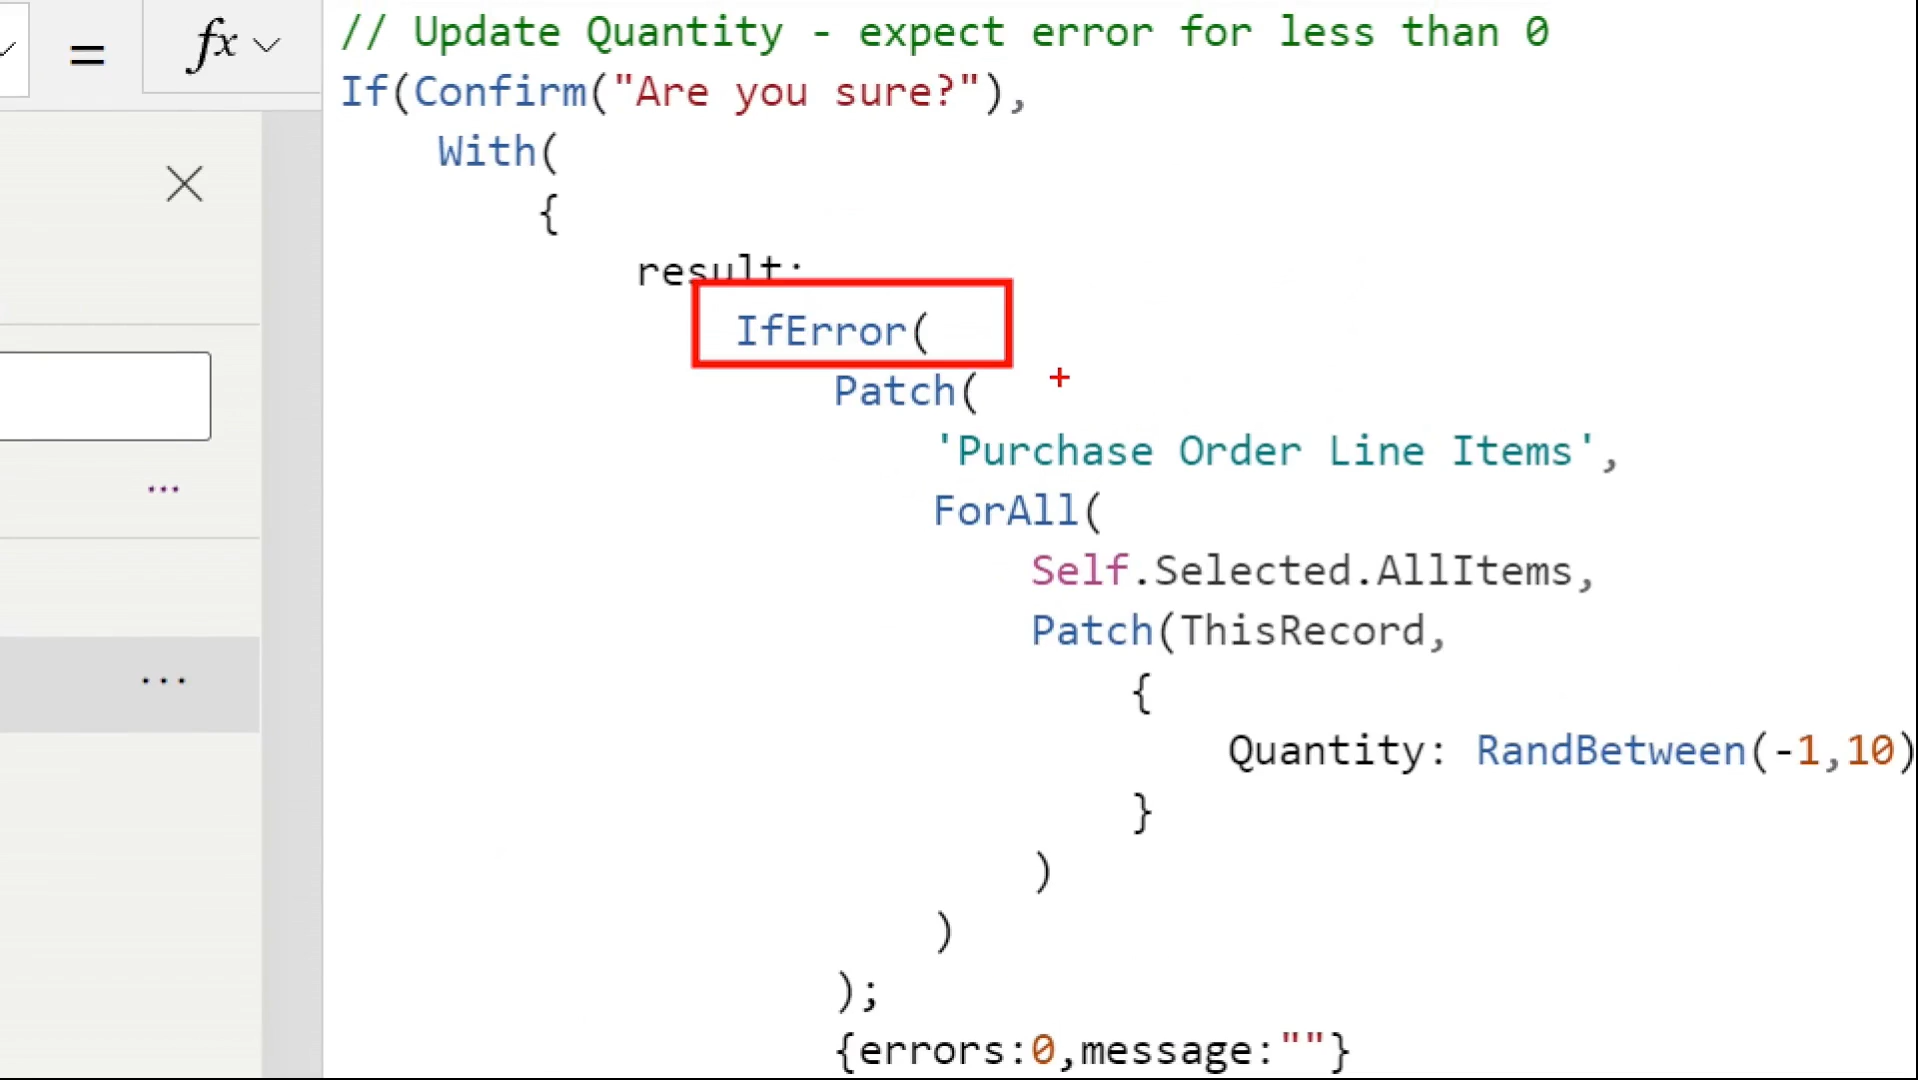 = fx
// Update Quantity - expect error for less than 0
If(Confirm("Are you sure?"),
With(
{
result:
IfError(
Patch(
'Purchase Order Line Items',
ForAll(
Self.Selected.AllItems,
Patch(ThisRecord,
{
Quantity: RandBetween(-1,10)
}
)
)
);
{errors:0,message:""}